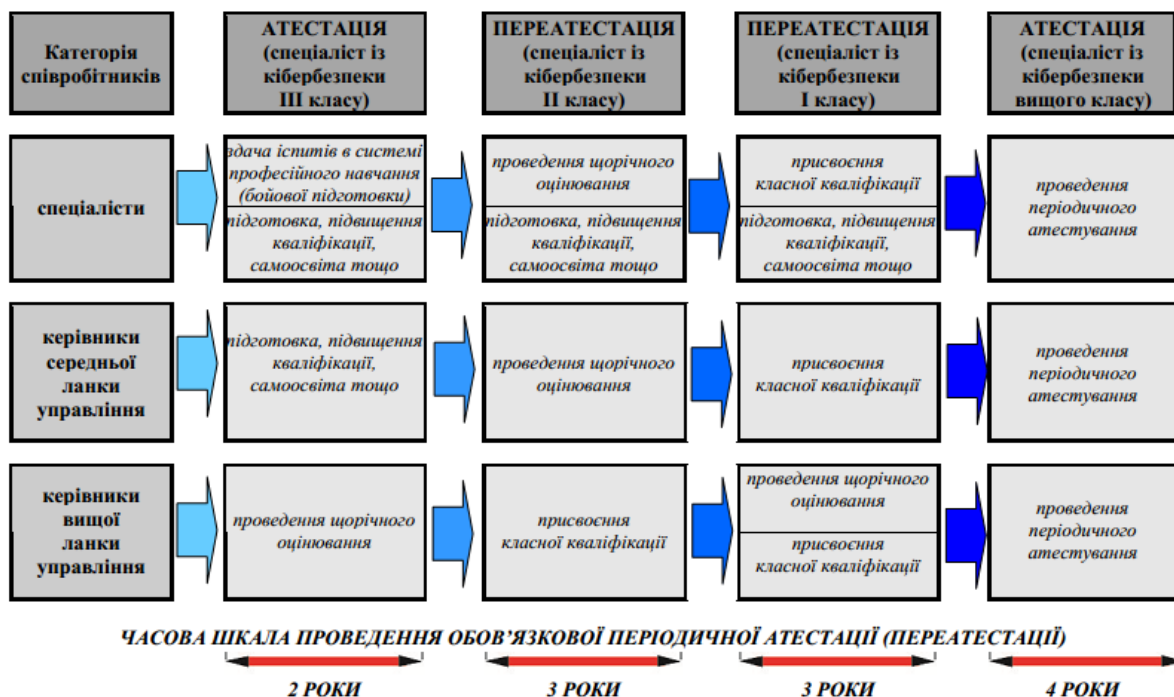 Категорія
співробітників
АТЕСТАЦІЯ
(спеціаліст із
кібербезпеки
III класу)
ПЕРЕАТЕСТАЦІЯ
(спеціаліст із
кібербезпеки
II класу)
ПЕРЕАТЕСТАЦІЯ
(спеціаліст із
кібербезпеки
I класу)
АТЕСТАЦІЯ
(спеціаліст із
кібербезпеки
вищого класу)
спеціалісти
здача іспитів в системі
професійного навчання
(бойової підготовки)
підготовка, підвищення
кваліфікації,
самоосвіта тощо
проведення щорічного
оцінювання
підготовка, підвищення
кваліфікації,
самоосвіта тощо
присвоєння
класної кваліфікації
підготовка, підвищення
кваліфікації,
самоосвіта тощо
проведення
періодичного
атестування
керівники
середньої
ланки
управління
підготовка, підвищення
кваліфікації,
самоосвіта тощо
проведення щорічного
оцінювання
присвоєння
класної кваліфікації
проведення
періодичного
атестування
керівники
вищої
ланки
управління
проведення щорічного
оцінювання
присвоєння
класної кваліфікації
проведення щорічного
оцінювання
присвоєння
класної кваліфікації
проведення
періодичного
атестування
ЧАСОВА ШКАЛА ПРОВЕДЕННЯ ОБОВ’ЯЗКОВОЇ ПЕРІОДИЧНОЇ АТЕСТАЦІЇ (ПЕРЕАТЕСТАЦІЇ)
2 РОКИ
3 РОКИ
3 РОКИ
4 РОКИ